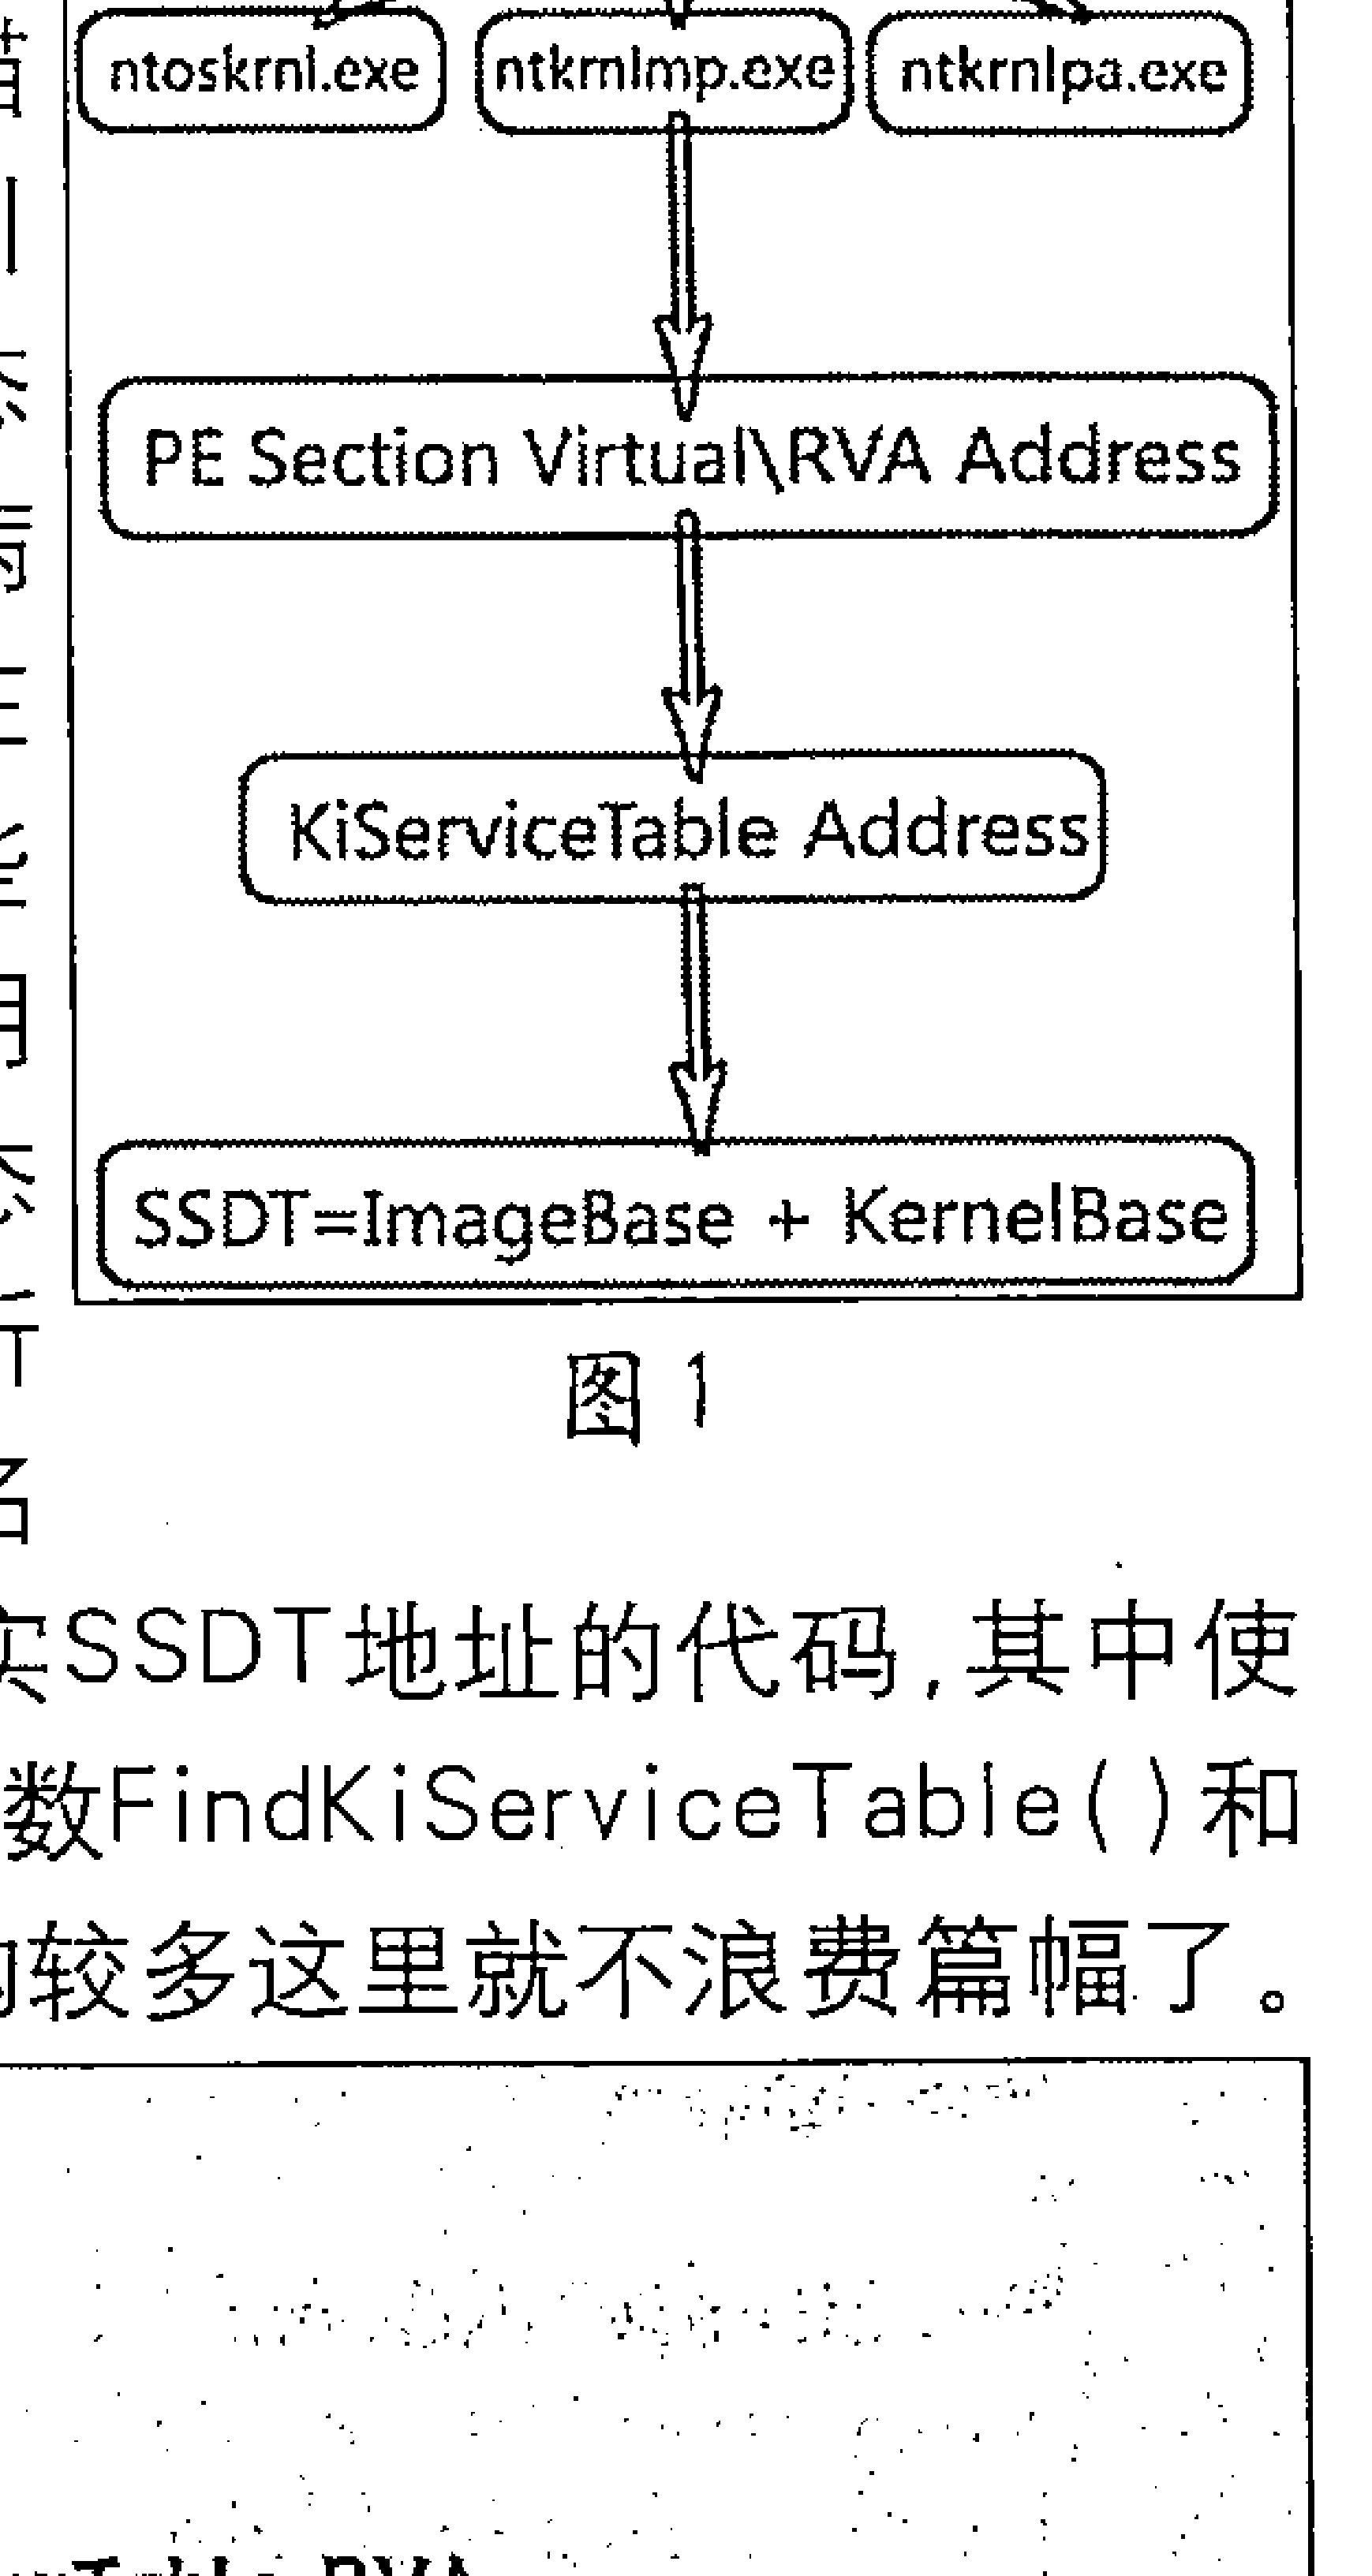 ntoskrnl.exe
ntkrnlmp.exe
ntkrnlpa.exe
PE Section Virtual\RVA Address
KiServiceTable Address
SSDT=ImageBase + KernelBase
图 1
SSDT地址的代码,其中使
数FindKiServiceTable()和
较多这里就不浪费篇幅了。